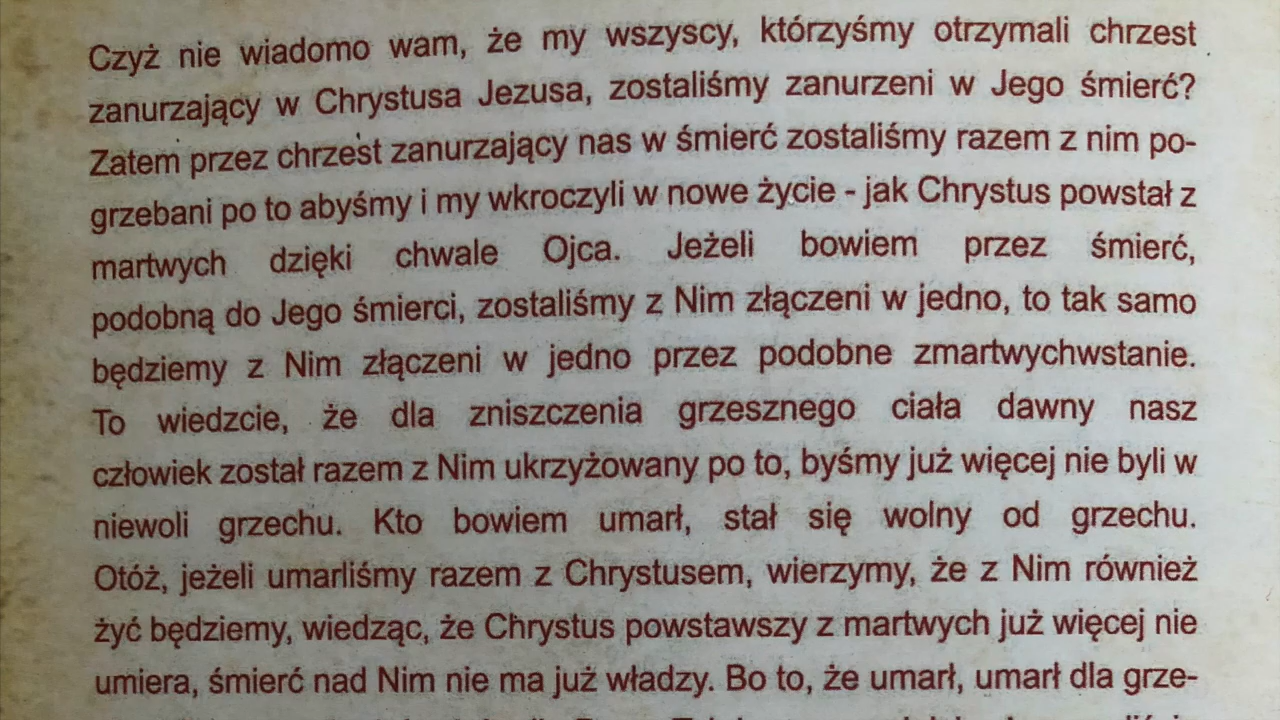 Czyż nie wiadomo wam, że my wszyscy, którzyśmy otrzymali chrzest
zanurzający w Chrystusa Jezusa, zostaliśmy zanurzeni w Jego śmierć?
Zatem przez chrzest zanurzający nas w śmierć zostaliśmy razem z nim po-
grzebani po to abyśmy i my wkroczyli w nowe życie - jak Chrystus powstał z
martwych dzięki chwale Ojca. Jeżeli bowiem przez śmierć,
podobną do Jego śmierci, zostaliśmy z Nim złączeni w jedno, to tak samo
będziemy z Nim złączeni w jedno przez podobne zmartwychwstanie.
To wiedzcie, że dla zniszczenia grzesznego ciała dawny nasz
człowiek został razem z Nim ukrzyżowany po to, byśmy już więcej nie byli w
niewoli grzechu. Kto bowiem umarł, stał się wolny od grzechu.
Otóż, jeżeli umarliśmy razem z Chrystusem, wierzymy, że z Nim również
żyć będziemy, wiedząc, że Chrystus powstawszy z martwych już więcej nie
umiera, śmierć nad Nim nie ma już władzy. Bo to, że umarł, umarł dla grze-